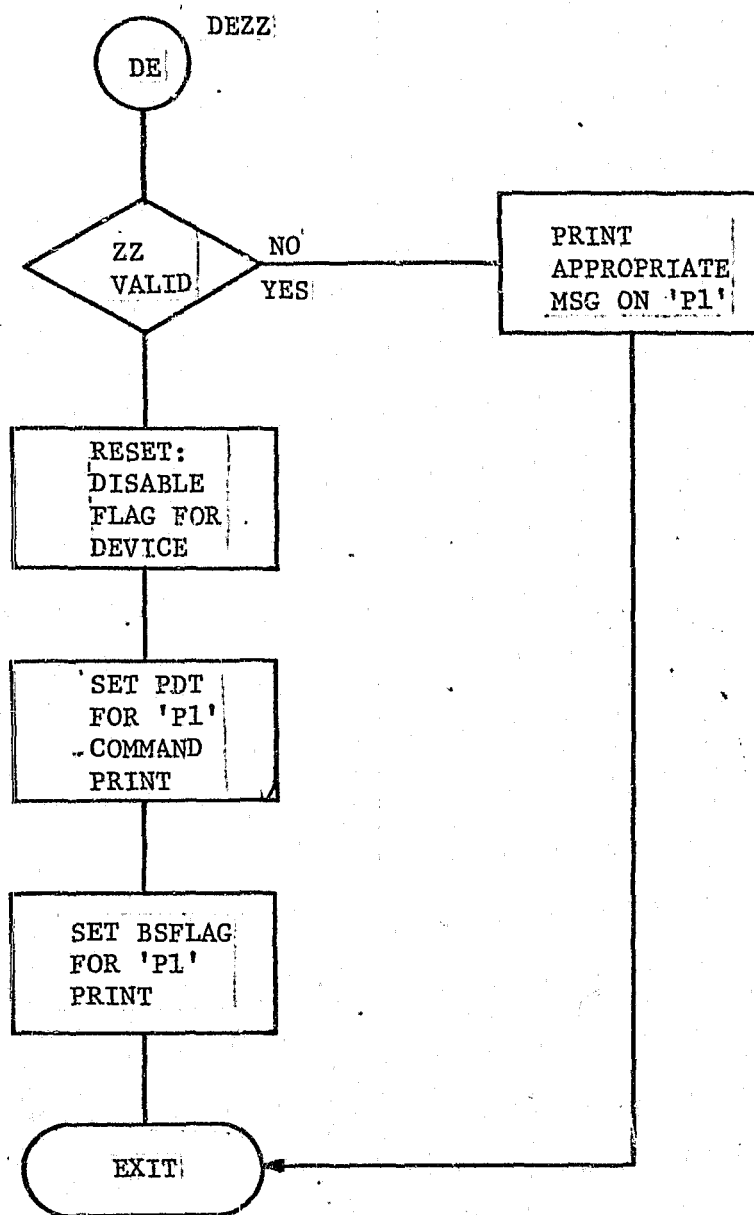 DEZZ
DE
ZZ
VALID
NO
YES
PRINT
APPROPRIATE
MSG ON 'P1'
RESET:
DISABLE
FLAG FOR
DEVICE
SET PDT
FOR 'P1'
COMMAND
PRINT
SET BSFLAG
FOR 'P1'
PRINT
EXIT